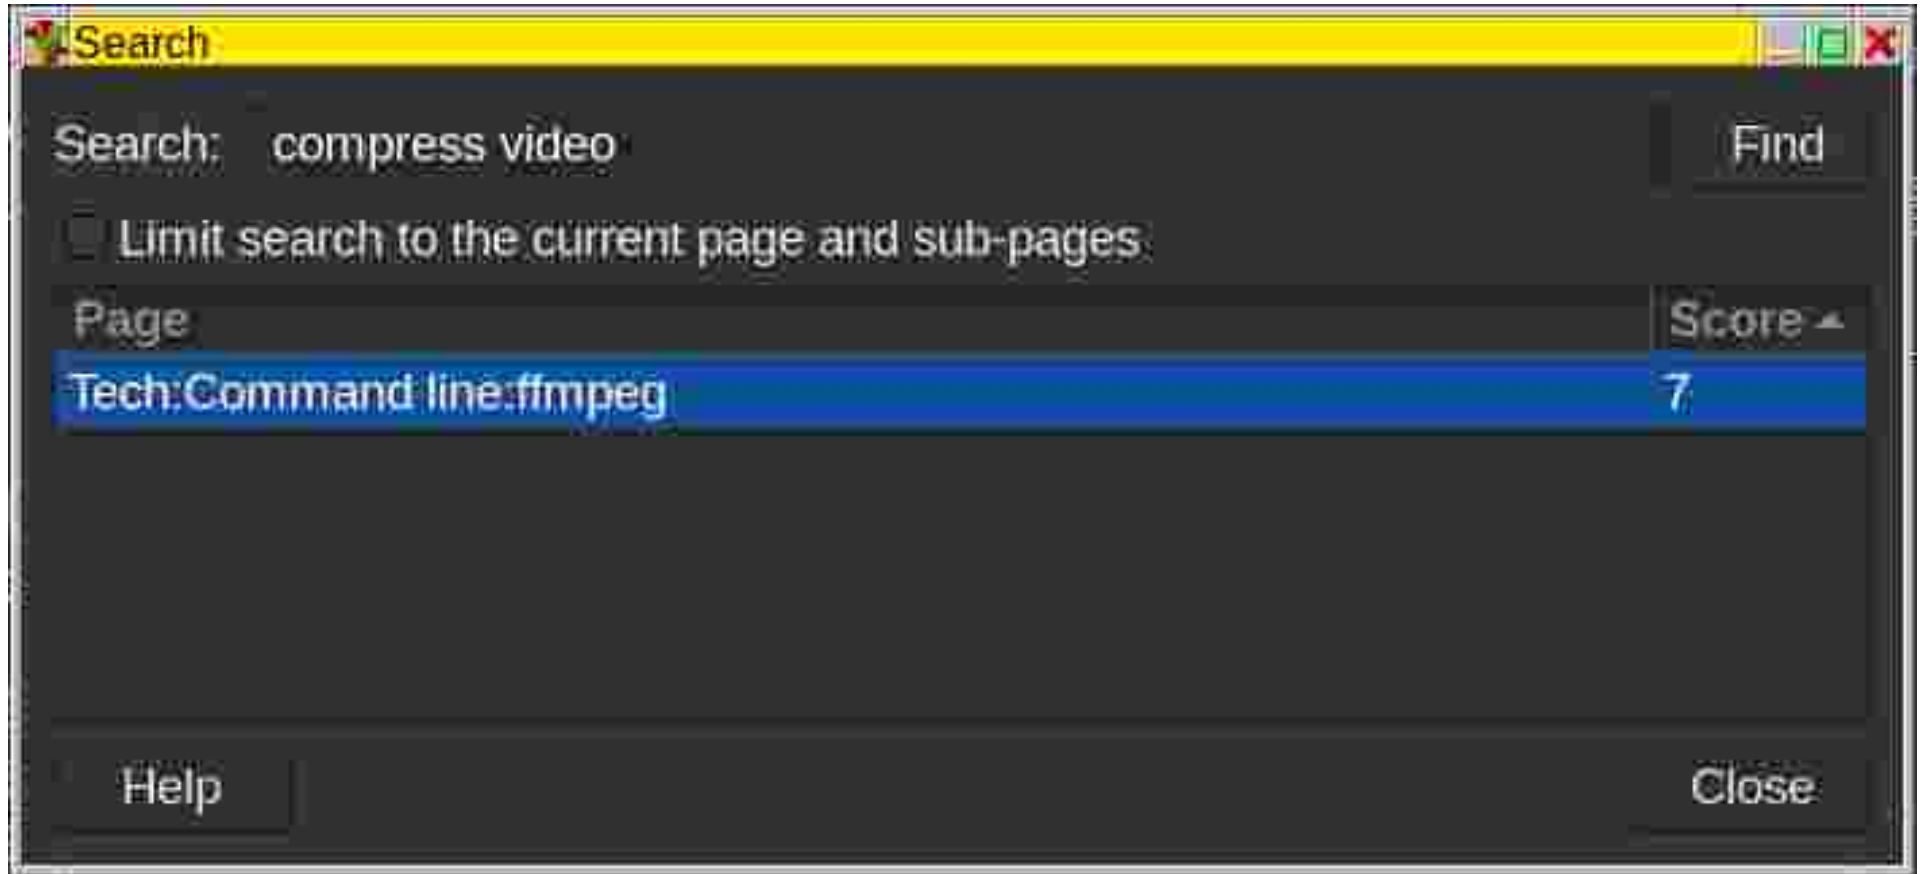 Search
Search: compress video Find
Limit search to the current page and sub-pages
Page Score
Tech:Command line:ffmpeg 7
Help Close